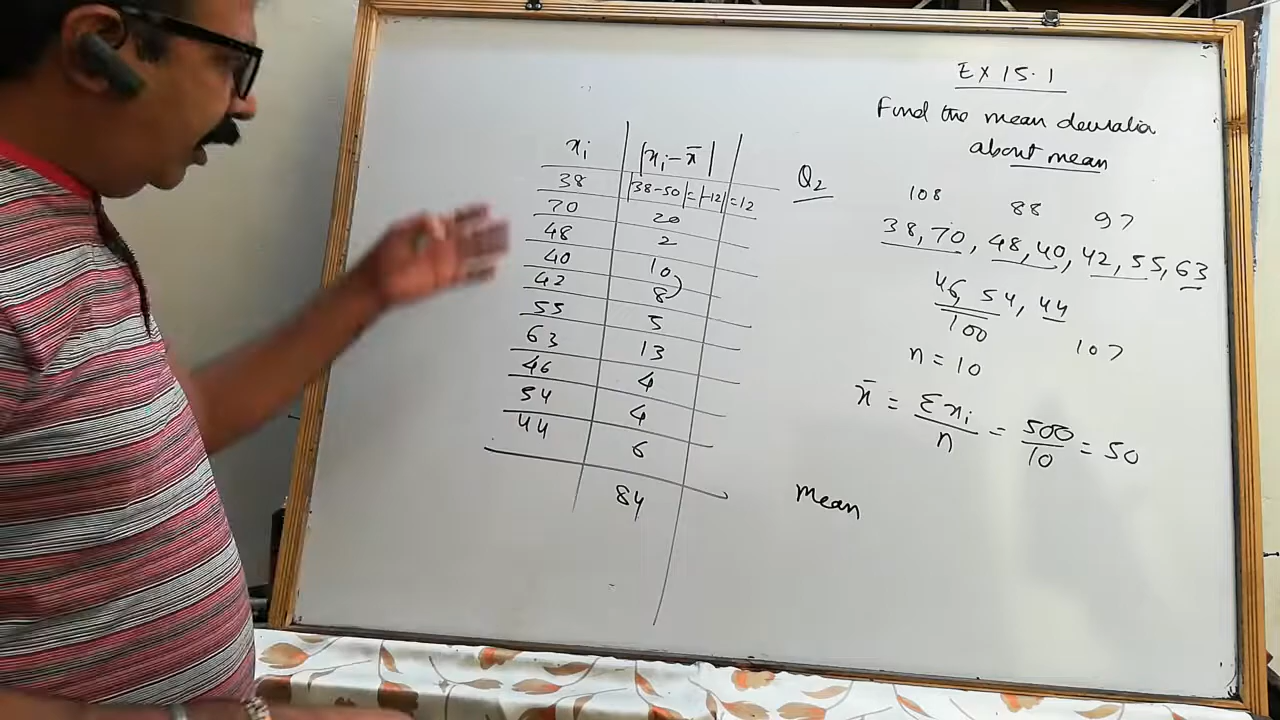 Ex 15.1
Find the mean deviation
about mean
Q2
108 88 97
38, 70, 48, 40, 42, 55, 63
46, 54, 44
100
107
n = 10
x̄ = Σxi / n = 500 / 10 = 50
Mean
xi |xi - x̄|
38 |38-50| = |-12| = 12
70 20
48 2
40 10
42 8
55 5
63 13
46 4
54 4
44 6
84